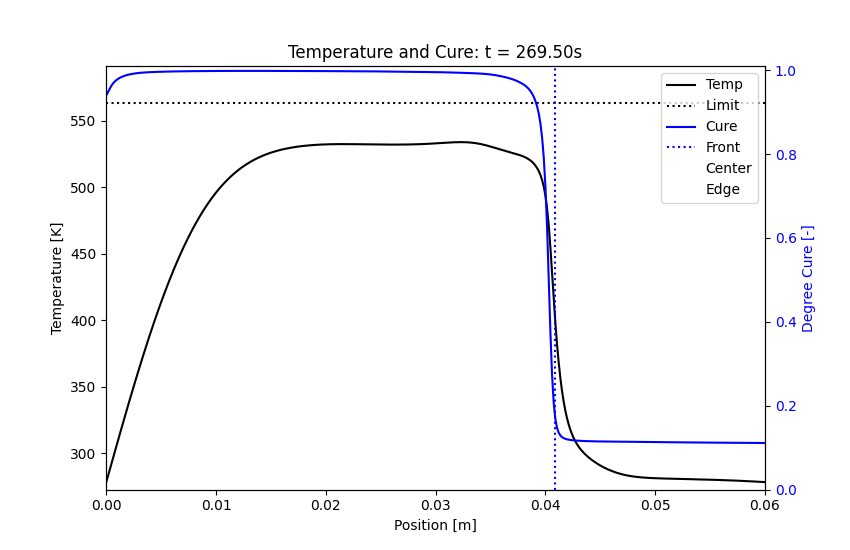 Temperature and Cure: t = 269.50s
Temp
Limit
Cure
Front
Center
Edge
Temperature [K]
550
500
450
400
350
300
Degree Cure [-]
1.0
0.8
0.6
0.4
0.2
0.0
0.00 0.01 0.02 0.03 0.04 0.05 0.06
Position [m]